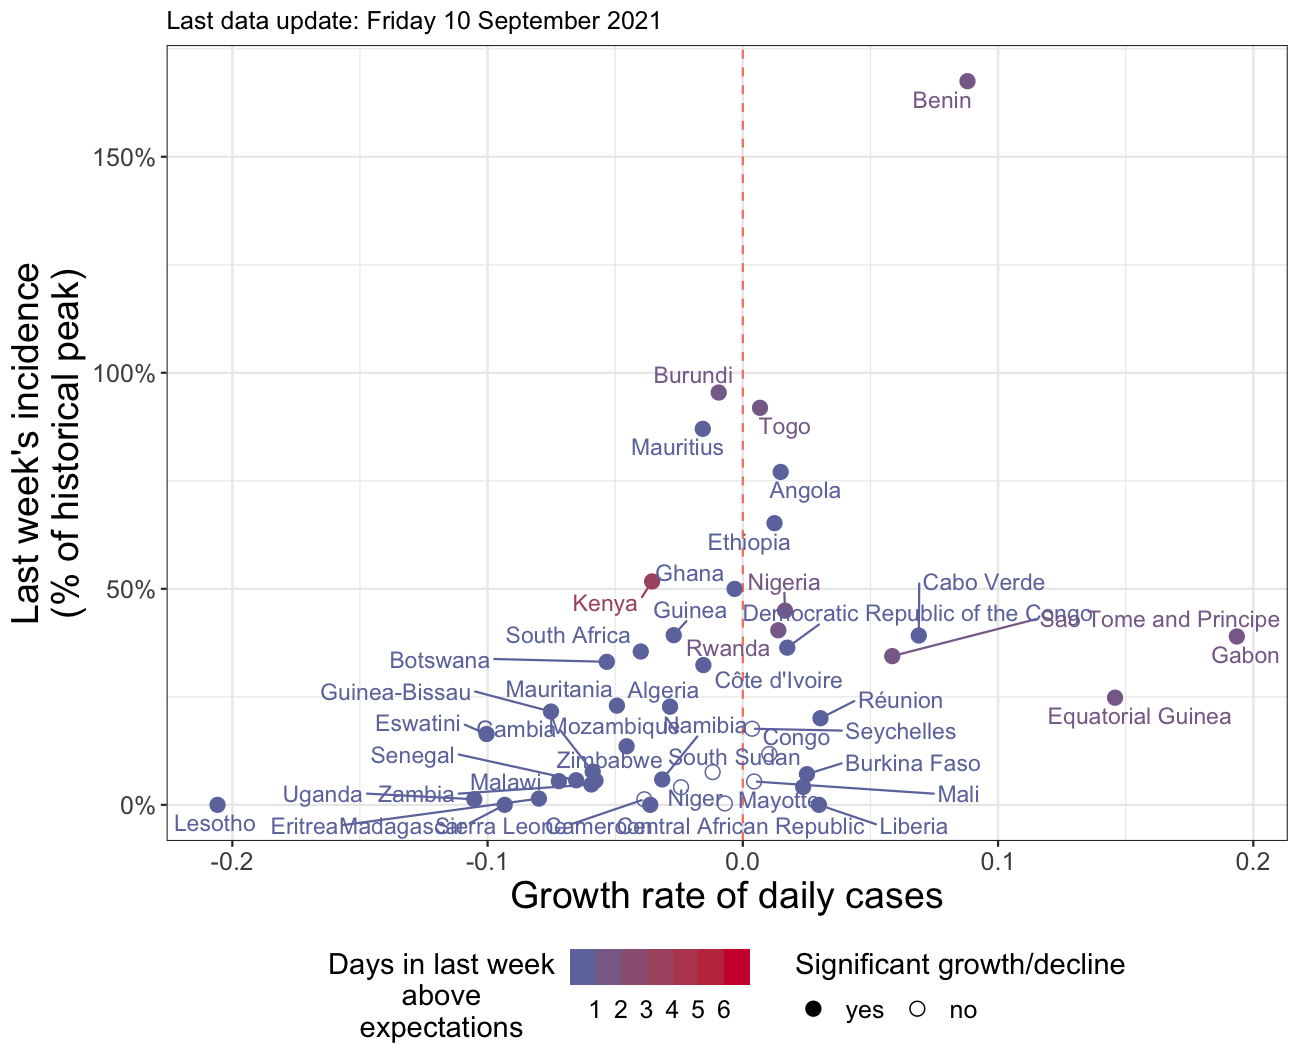 Last data update: Friday 10 September 2021
Last week's incidence
(% of historical peak)
150%
100%
50%
0%
Benin
Burundi
Togo
Mauritius
Angola
Ethiopia
Ghana
Nigeria
Cabo Verde
Kenya
Guinea
Democratic Republic of the Congo
Sao Tome and Principe
South Africa
Rwanda
Gabon
Botswana
Côte d'Ivoire
Guinea-Bissau
Mauritania
Algeria
Réunion
Equatorial Guinea
Eswatini
Gambia
Mozambique
Namibia
Seychelles
Congo
Senegal
Zimbabwe
South Sudan
Burkina Faso
Malawi
Uganda
Zambia
Niger
Mayotte
Mali
Lesotho
Eritrea
Madagascar
Sierra Leone
Cameroon
Central African Republic
Liberia
-0.2
-0.1
0.0
0.1
0.2
Growth rate of daily cases
Days in last week
above
expectations
1 2 3 4 5 6
Significant growth/decline
yes
no